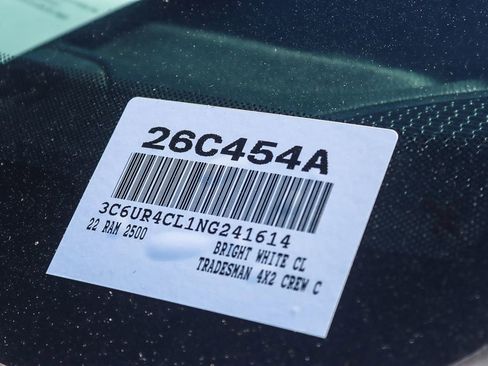 26C454A
3C6UR4CL1NG241614
22 RAM 2500
BRIGHT WHITE CL
TRADESMAN 4X2 CREW C